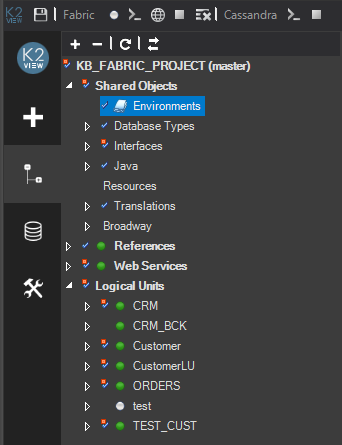 K2 VIEW Fabric Cassandra
K2 VIEW
KB_FABRIC_PROJECT (master)
Shared Objects
Environments
Database Types
Interfaces
Java
Resources
Translations
Broadway
References
Web Services
Logical Units
CRM
CRM_BCK
Customer
CustomerLU
ORDERS
test
TEST_CUST